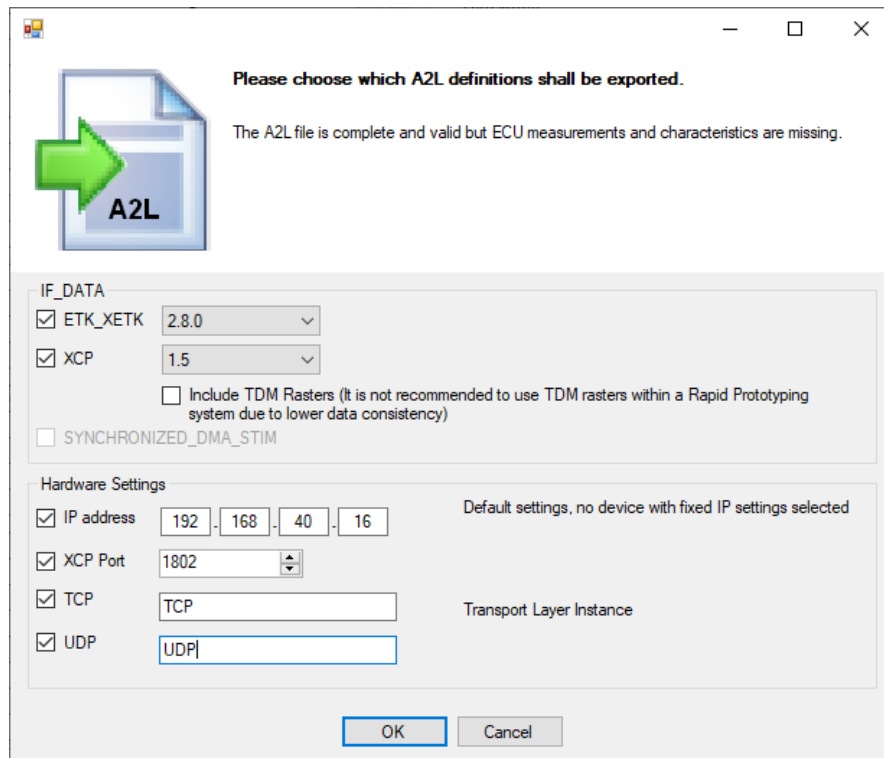 Please choose which A2L definitions shall be exported.
The A2L file is complete and valid but ECU measurements and characteristics are missing.
A2L
IF_DATA
ETK_XETK 2.8.0
XCP 1.5
Include TDM Rasters (It is not recommended to use TDM rasters within a Rapid Prototyping
system due to lower data consistency)
SYNCHRONIZED_DMA_STIM
Hardware Settings
IP address 192 . 168 . 40 . 16 Default settings, no device with fixed IP settings selected
XCP Port 1802
TCP TCP Transport Layer Instance
UDP UDP
OK Cancel